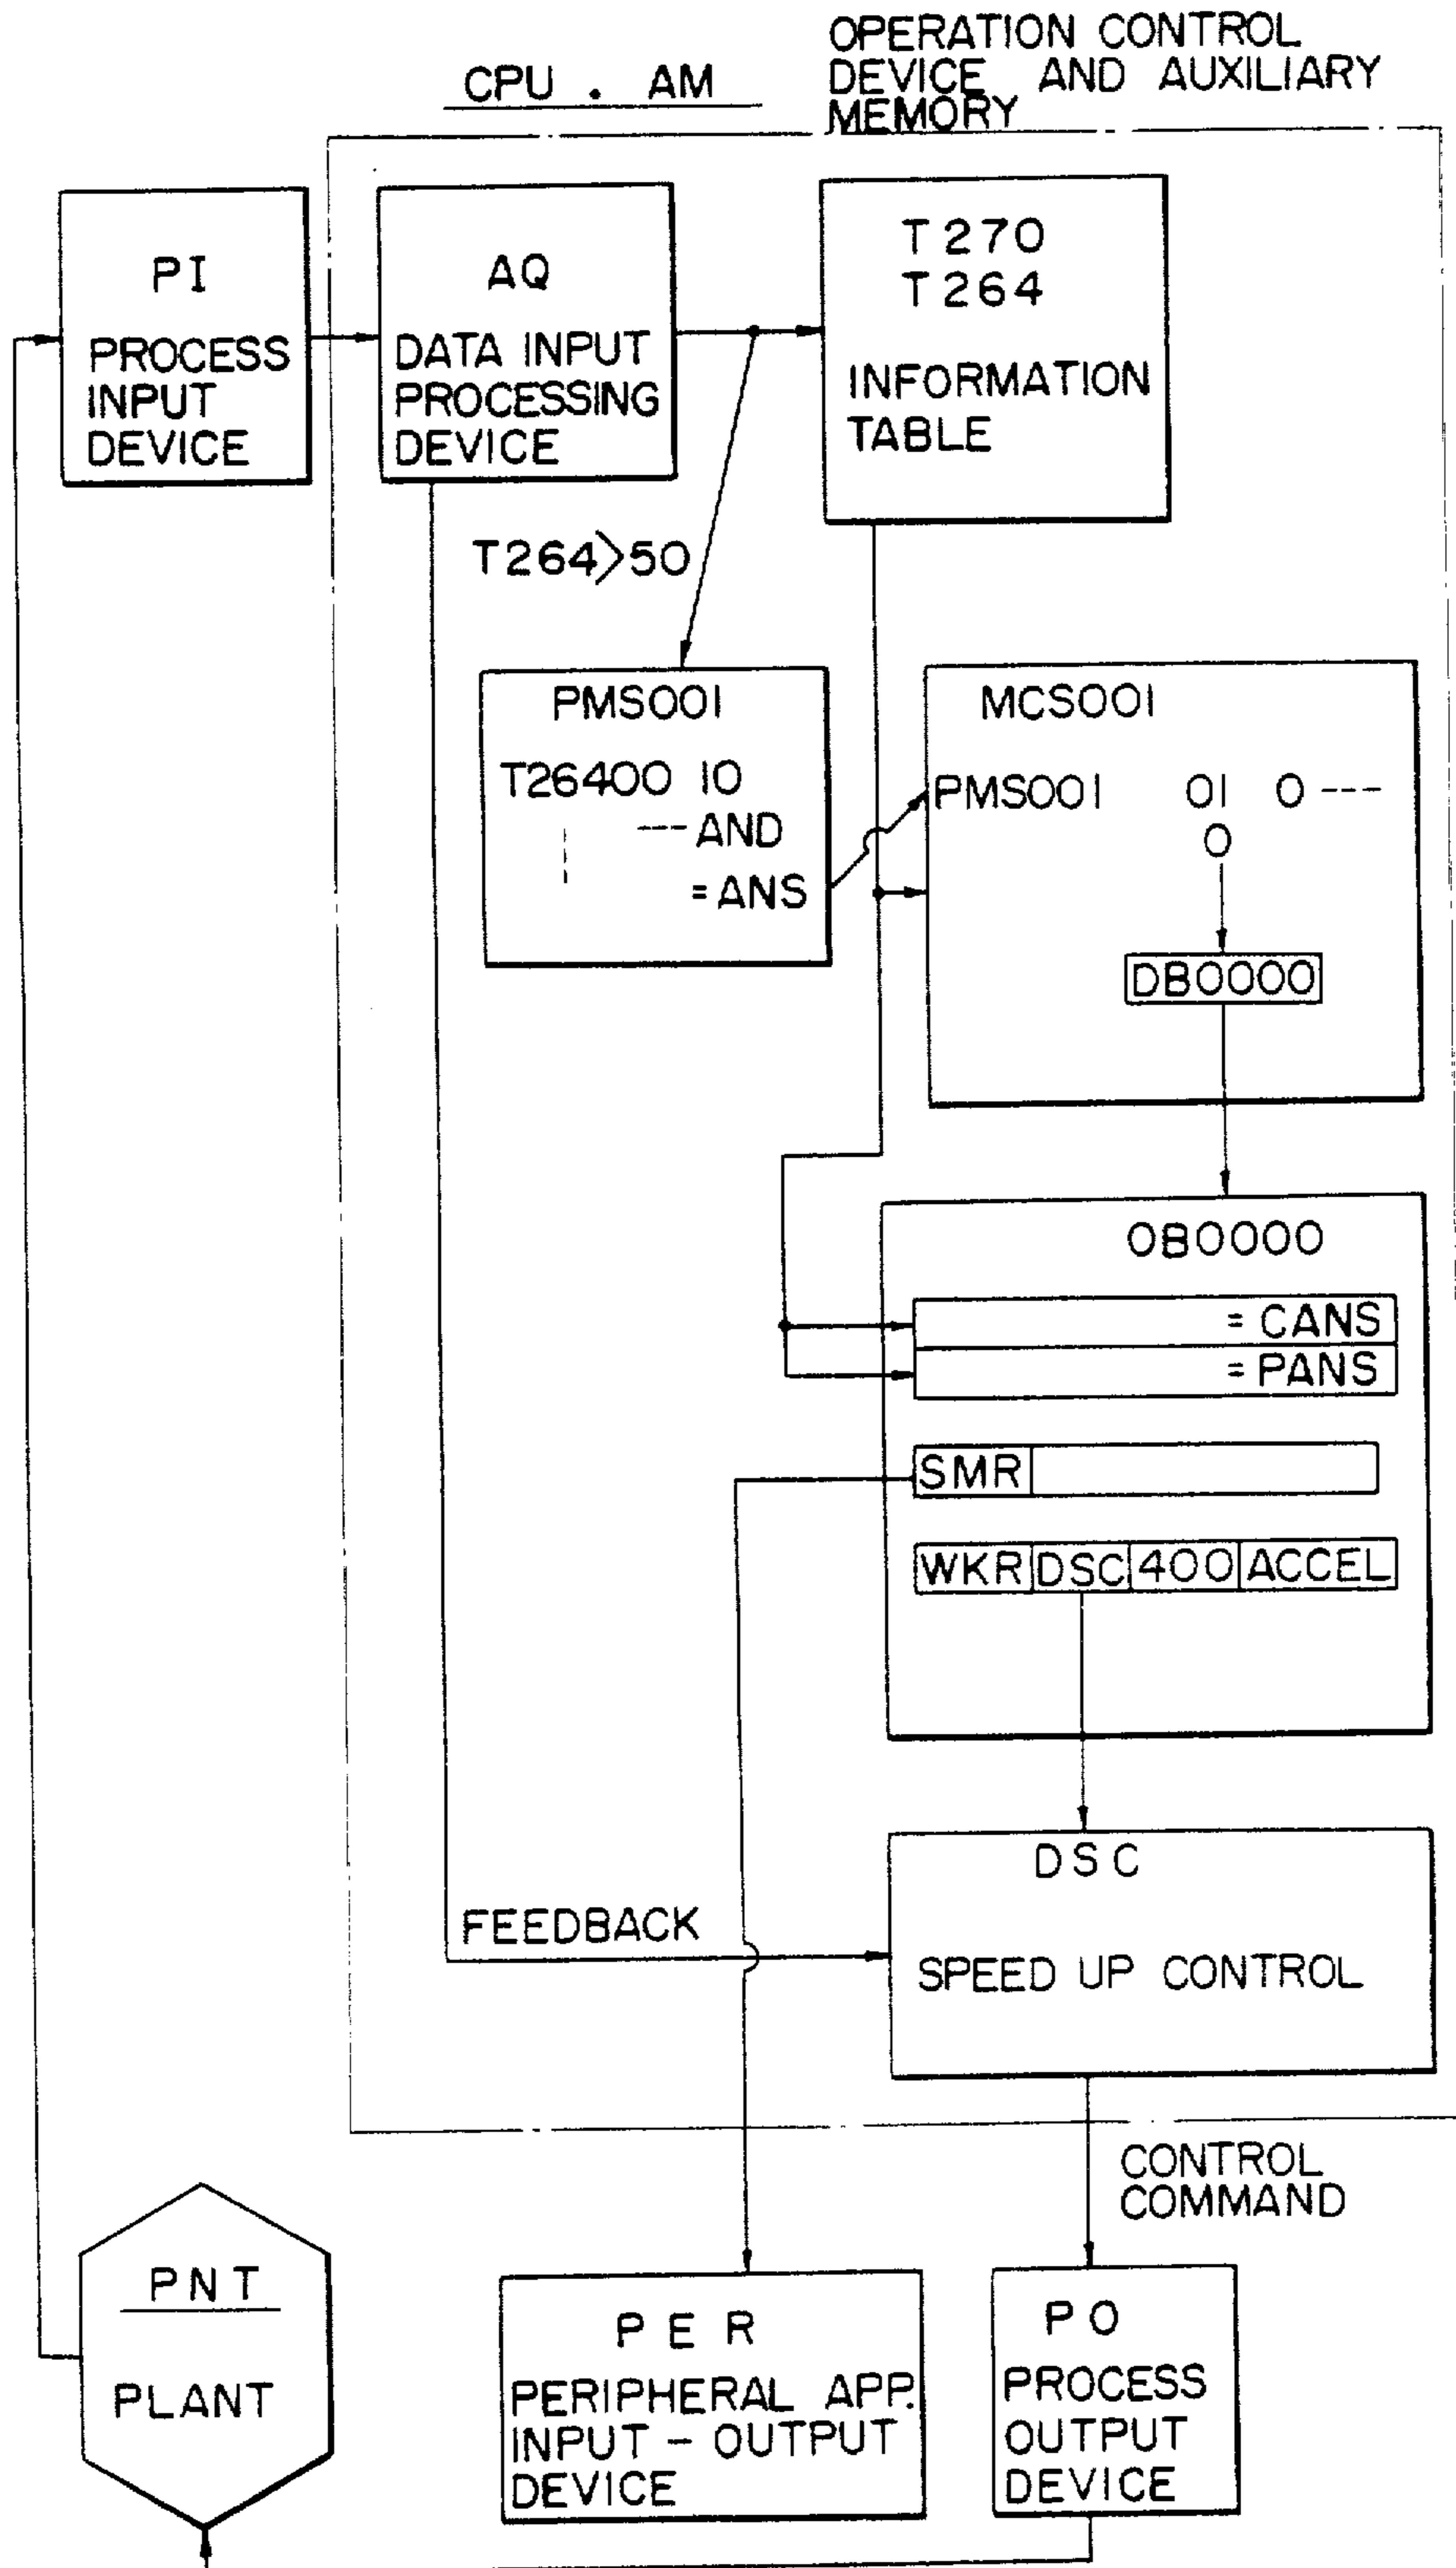 CPU . AM
OPERATION CONTROL
DEVICE AND AUXILIARY
MEMORY
PI
PROCESS
INPUT
DEVICE
AQ
DATA INPUT
PROCESSING
DEVICE
T270
T264
INFORMATION
TABLE
T264>50
PMS001
T26400 10
--- AND
= ANS
MCS001
PMS001 01 0 ---
0
DB0000
OB0000
= CANS
= PANS
SMR
WKR DSC 400 ACCEL
DSC
SPEED UP CONTROL
FEEDBACK
CONTROL
COMMAND
PNT
PLANT
PER
PERIPHERAL APP.
INPUT - OUTPUT
DEVICE
PO
PROCESS
OUTPUT
DEVICE